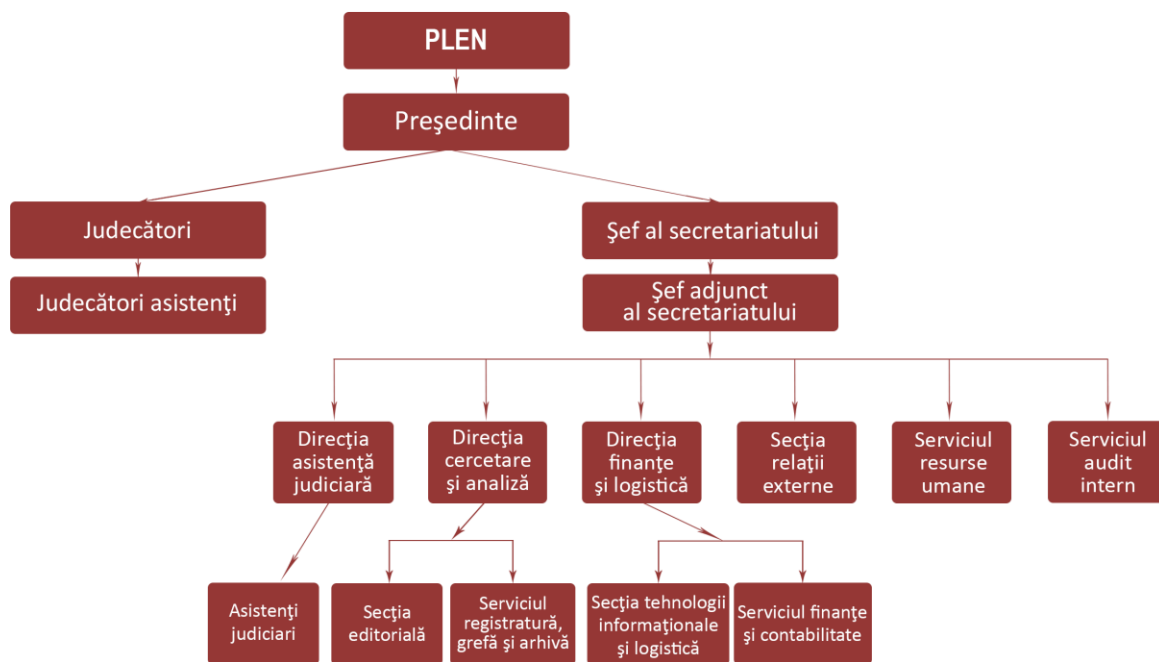 PLEN
Preşedinte
Judecători
Şef al secretariatului
Judecători asistenţi
Şef adjunct
al secretariatului
Direcţia
asistenţă
judiciară
Direcţia
cercetare
şi analiză
Direcţia
finanţe
şi logistică
Secţia
relaţii
externe
Serviciul
resurse
umane
Serviciul
audit
intern
Asistenţi
judiciari
Secţia
editorială
Serviciul
registratură,
grefă şi arhivă
Secţia tehnologii
informaţionale
şi logistică
Serviciul finanţe
şi contabilitate